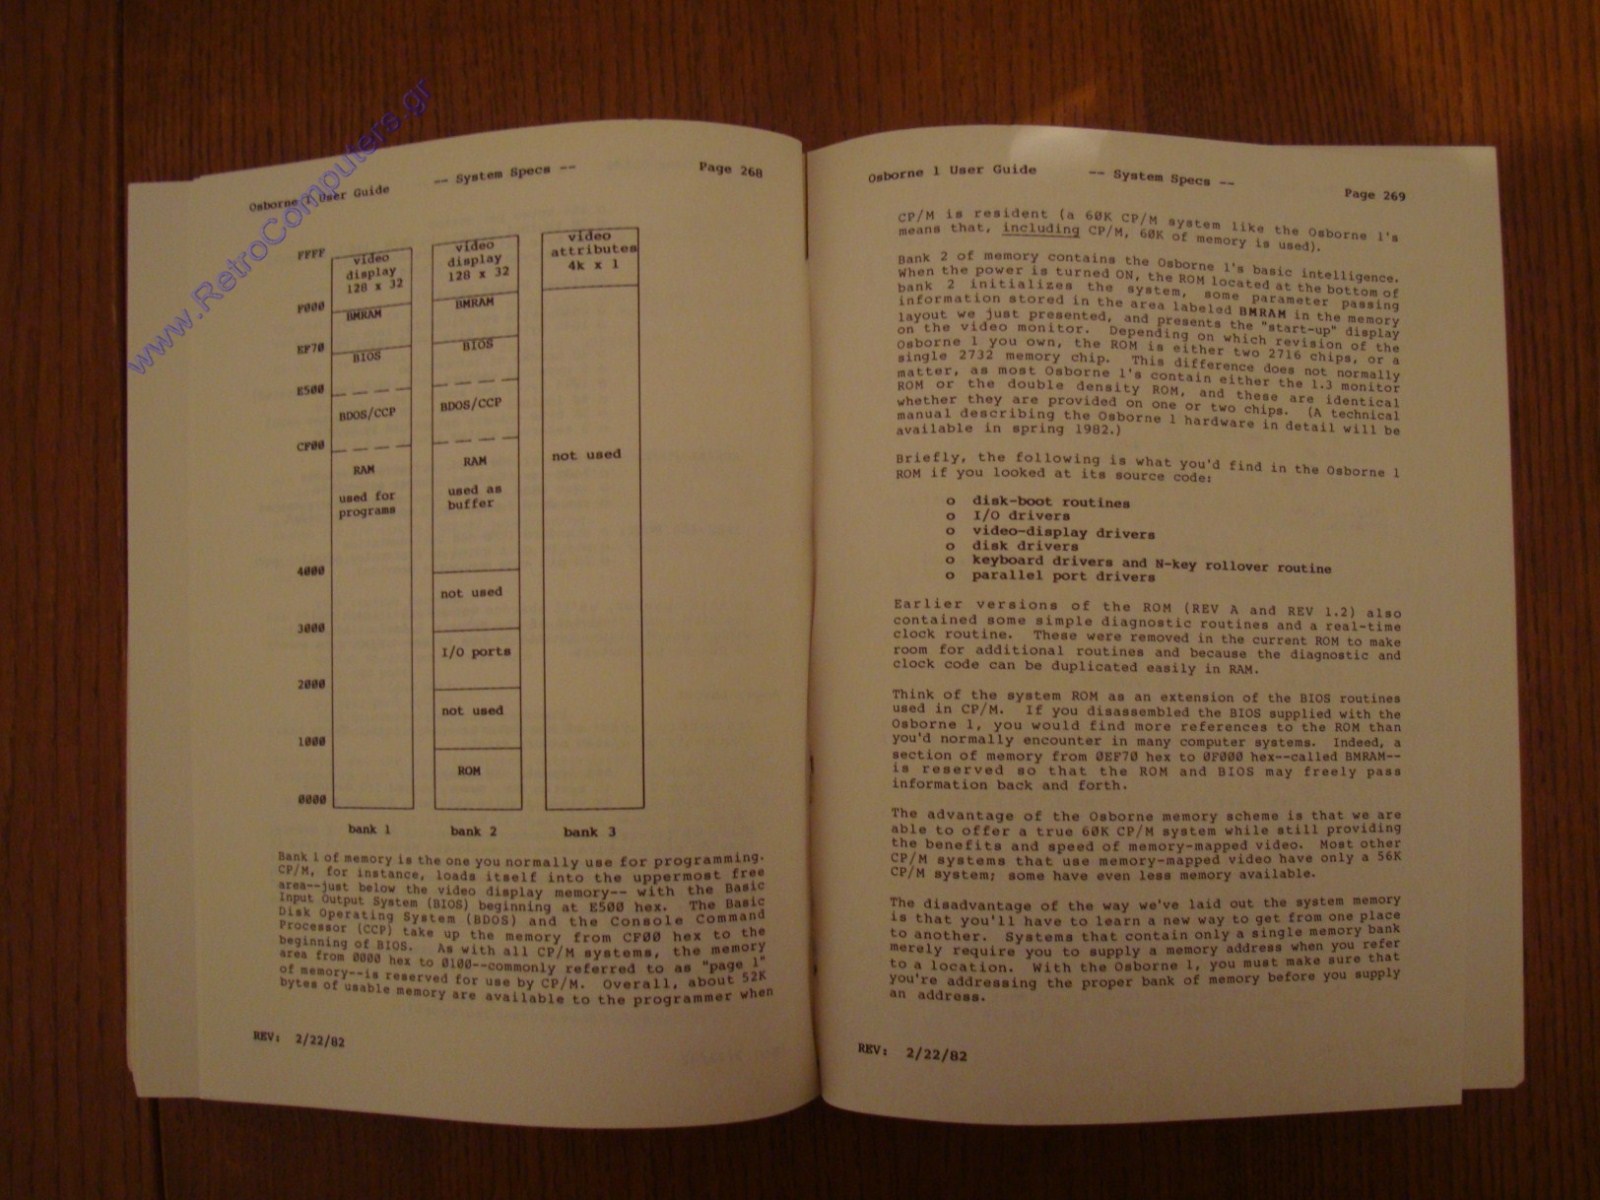 www.RetroComputers.gr
Osborne 1 User Guide
-- System Specs --
Page 268
FFFF
F000
EF70
E500
CF00
4000
3000
2000
1000
0000
video
display
128 x 32
BMRAM
BIOS
BDOS/CCP
RAM
used for
programs
bank 1
video
display
128 x 32
BMRAM
BIOS
BDOS/CCP
RAM
used as
buffer
not used
I/O ports
not used
ROM
bank 2
video
attributes
4k x 1
not used
bank 3
Bank 1 of memory is the one you normally use for programming.
CP/M, for instance, loads itself into the uppermost free
area--just below the video display memory-- with the Basic
Input Output System (BIOS) beginning at E500 hex. The Basic
Disk Operating System (BDOS) and the Console Command
Processor (CCP) take up the memory from CF00 hex to the
beginning of BIOS. As with all CP/M systems, the memory
area from 0000 hex to 0100--commonly referred to as "page 1"
of memory--is reserved for use by CP/M. Overall, about 52K
bytes of usable memory are available to the programmer when
REV: 2/22/82
Osborne 1 User Guide
-- System Specs --
Page 269
CP/M is resident (a 60K CP/M system like the Osborne 1's
means that, including CP/M, 60K of memory is used).
Bank 2 of memory contains the Osborne 1's basic intelligence.
When the power is turned ON, the ROM located at the bottom of
bank 2 initializes the system, some parameter passing
information stored in the area labeled BMRAM in the memory
layout we just presented, and presents the "start-up" display
on the video monitor. Depending on which revision of the
Osborne 1 you own, the ROM is either two 2716 chips, or a
single 2732 memory chip. This difference does not normally
matter, as most Osborne 1's contain either the 1.3 monitor
ROM or the double density ROM, and these are identical
whether they are provided on one or two chips. (A technical
manual describing the Osborne 1 hardware in detail will be
available in spring 1982.)
Briefly, the following is what you'd find in the Osborne 1
ROM if you looked at its source code:
o disk-boot routines
o I/O drivers
o video-display drivers
o disk drivers
o keyboard drivers and N-key rollover routine
o parallel port drivers
Earlier versions of the ROM (REV A and REV 1.2) also
contained some simple diagnostic routines and a real-time
clock routine. These were removed in the current ROM to make
room for additional routines and because the diagnostic and
clock code can be duplicated easily in RAM.
Think of the system ROM as an extension of the BIOS routines
used in CP/M. If you disassembled the BIOS supplied with the
Osborne 1, you would find more references to the ROM than
you'd normally encounter in many computer systems. Indeed, a
section of memory from 0EF70 hex to 0F000 hex--called BMRAM--
is reserved so that the ROM and BIOS may freely pass
information back and forth.
The advantage of the Osborne memory scheme is that we are
able to offer a true 60K CP/M system while still providing
the benefits and speed of memory-mapped video. Most other
CP/M systems that use memory-mapped video have only a 56K
CP/M system; some have even less memory available.
The disadvantage of the way we've laid out the system memory
is that you'll have to learn a new way to get from one place
to another. Systems that contain only a single memory bank
merely require you to supply a memory address when you refer
to a location. With the Osborne 1, you must make sure that
you're addressing the proper bank of memory before you supply
an address.
REV: 2/22/82